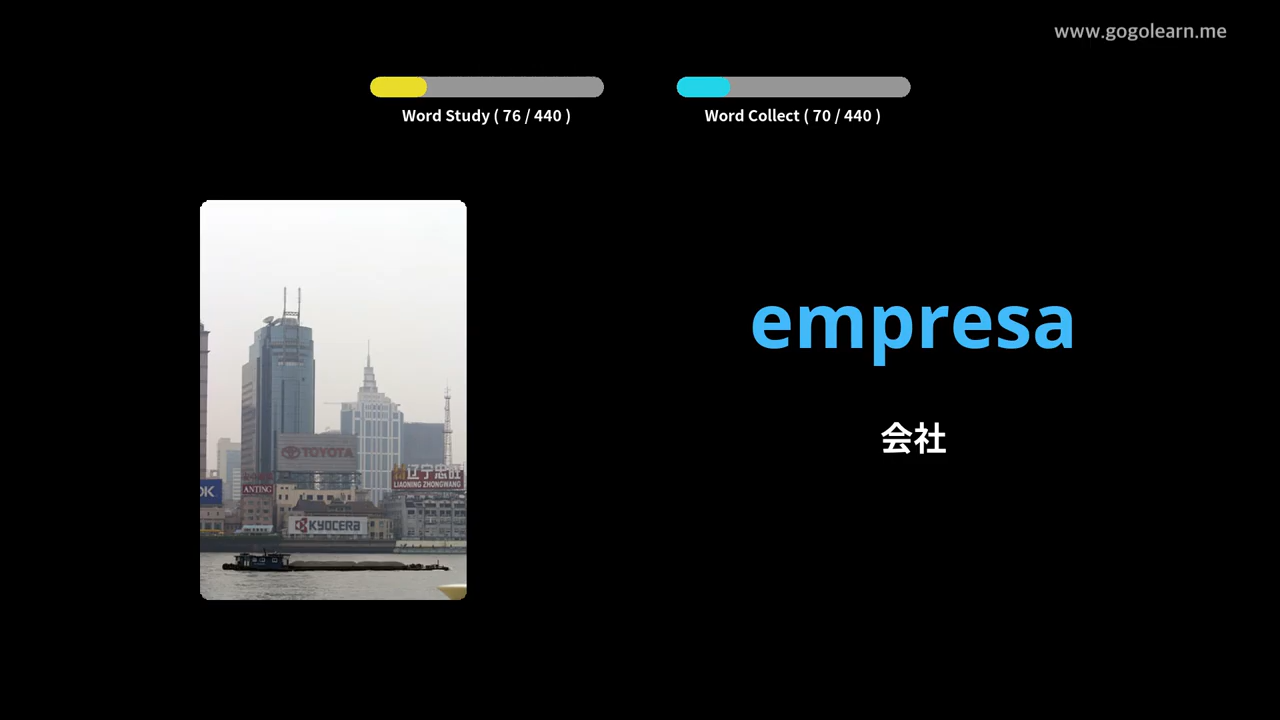 www.gogolearn.me
Word Study ( 76 / 440 )
Word Collect ( 70 / 440 )
empresa
会社
TOYOTA
辽宁忠旺
LIAONING ZHONGWANG
OK
ANTING
KYOCERA